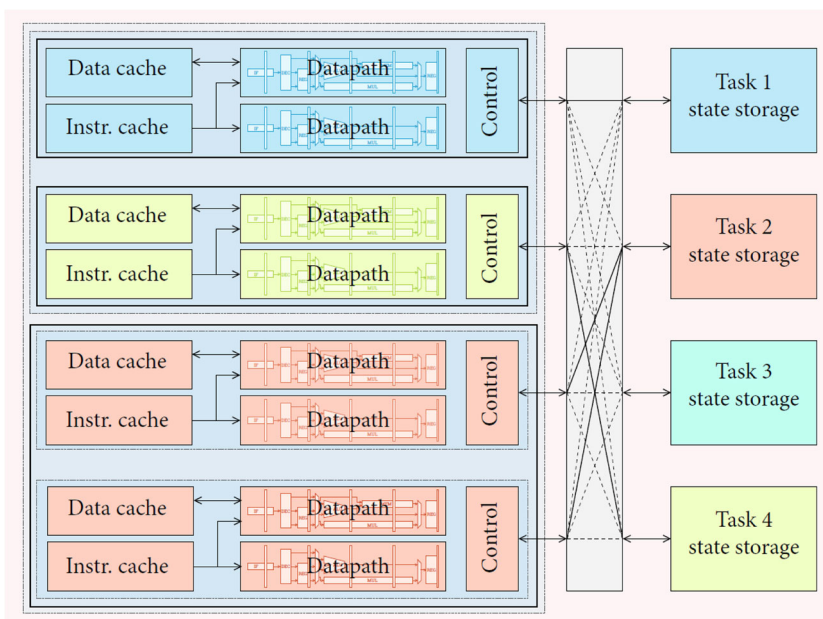 Data cache
Datapath
Instr. cache
Datapath
Control
Task 1
state storage
Data cache
Datapath
Instr. cache
Datapath
Control
Task 2
state storage
Data cache
Datapath
Instr. cache
Datapath
Control
Task 3
state storage
Data cache
Datapath
Instr. cache
Datapath
Control
Task 4
state storage